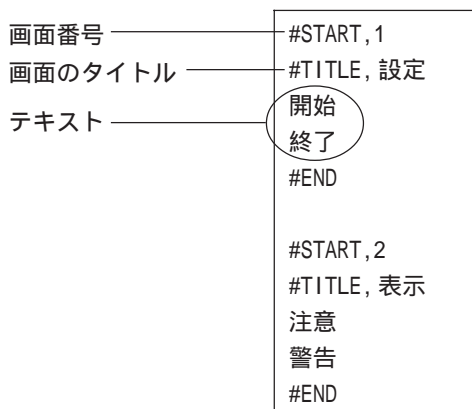 画面番号
画面のタイトル
テキスト
#START,1
#TITLE, 設定
開始
終了
#END
#START,2
#TITLE, 表示
注意
警告
#END